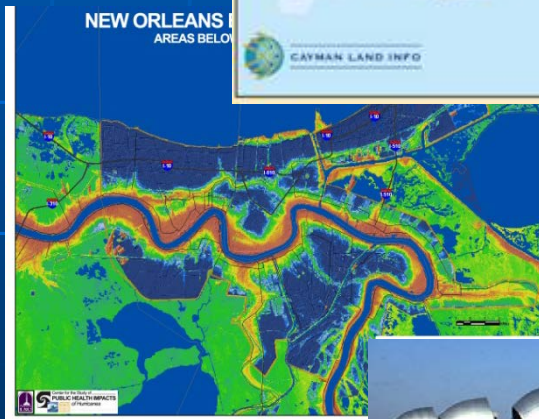 NEW ORLEANS
AREAS BELOW
CAYMAN LAND INFO
I-10
I-10
I-10
I-610
I-510
I-310
I-510
Center for the Study of
PUBLIC HEALTH IMPACTS
of Hurricanes